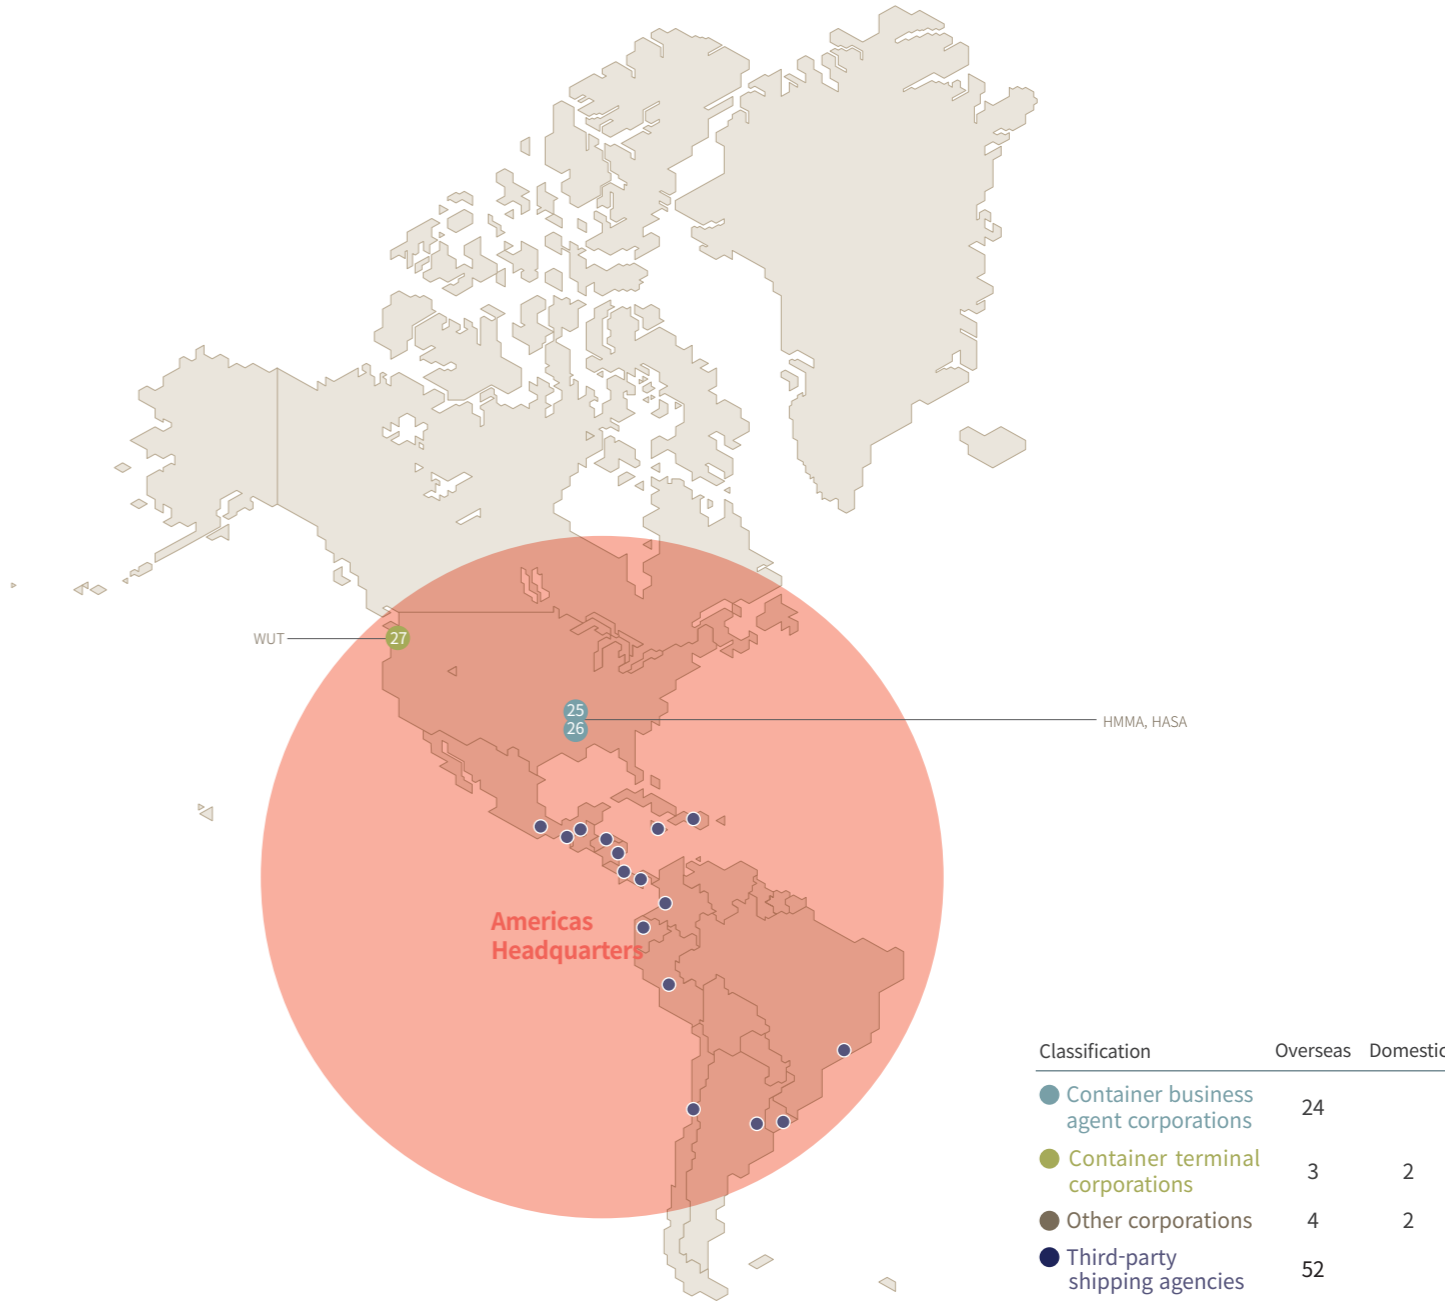 WUT
27
25
26
HMMA, HASA
Americas
Headquarters
Classification Overseas Domestic
Container business
agent corporations
24
Container terminal
corporations
3 2
Other corporations 4 2
Third-party
shipping agencies
52